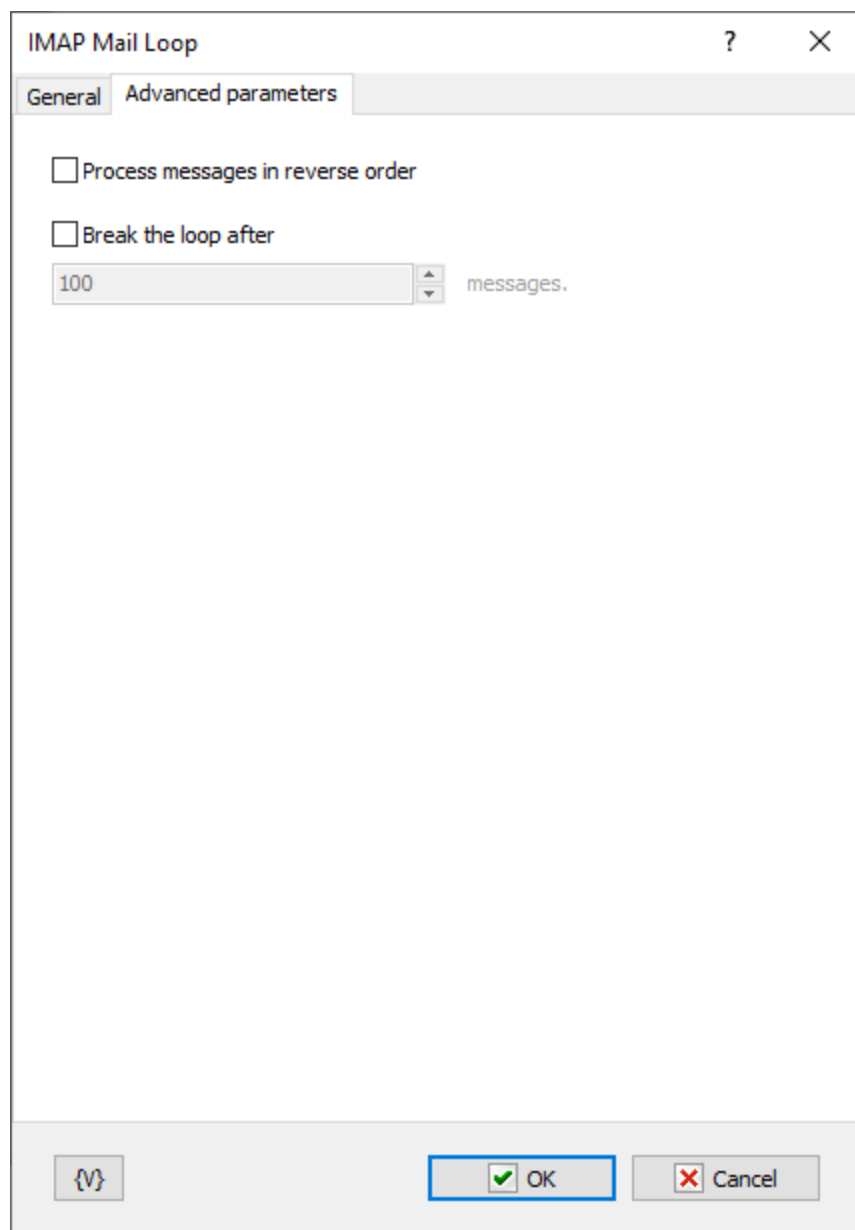 IMAP Mail Loop ?
General Advanced parameters
Process messages in reverse order
Break the loop after
100 messages.
{V} OK Cancel